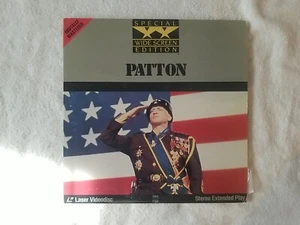 SPECIAL
WIDE SCREEN
EDITION
PATTON
Laser Videodisc
Stereo Extended Play